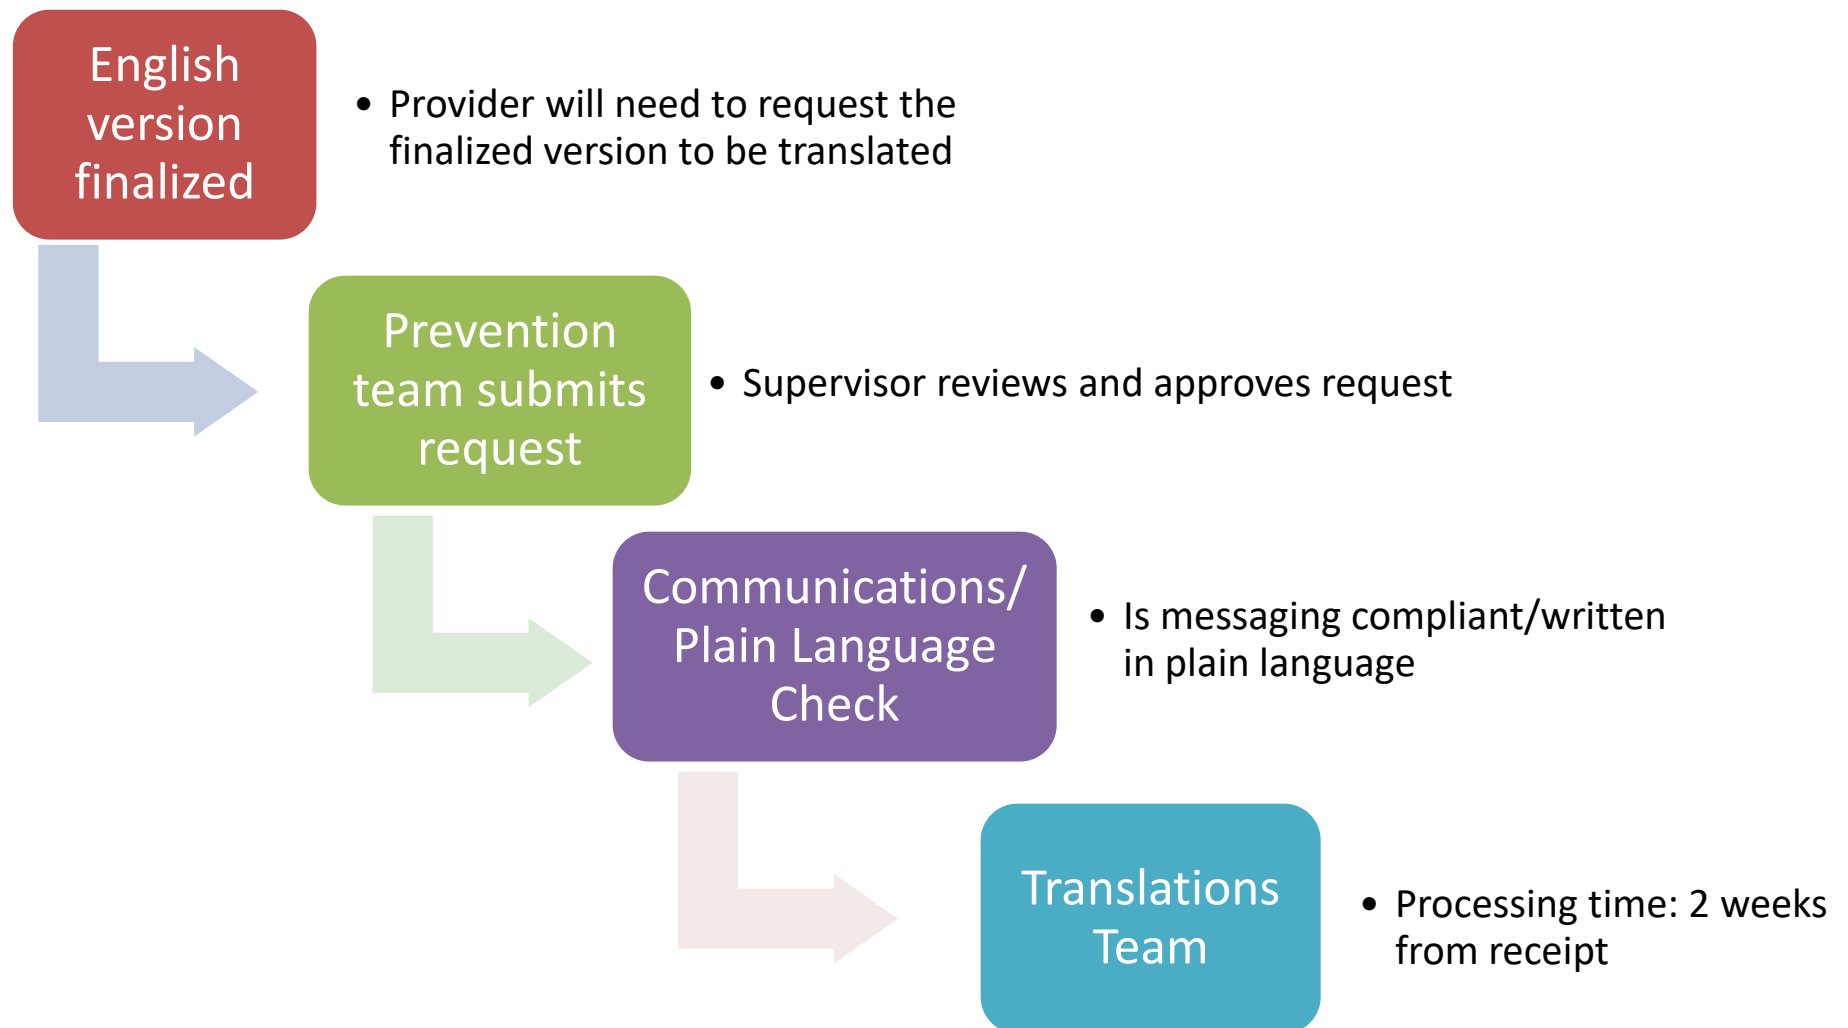 English
version
finalized
• Provider will need to request the
finalized version to be translated
Prevention
team submits
request
• Supervisor reviews and approves request
Communications/
Plain Language
Check
• Is messaging compliant/written
in plain language
Translations
Team
• Processing time: 2 weeks
from receipt